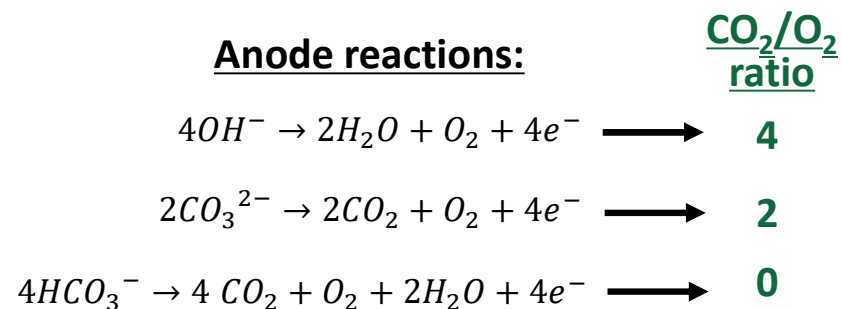 CO₂/O₂
Anode reactions:
ratio
4OH⁻ → 2H₂O + O₂ + 4e⁻ ⟶ 4
2CO₃²⁻ → 2CO₂ + O₂ + 4e⁻ ⟶ 2
4HCO₃⁻ → 4 CO₂ + O₂ + 2H₂O + 4e⁻ ⟶ 0